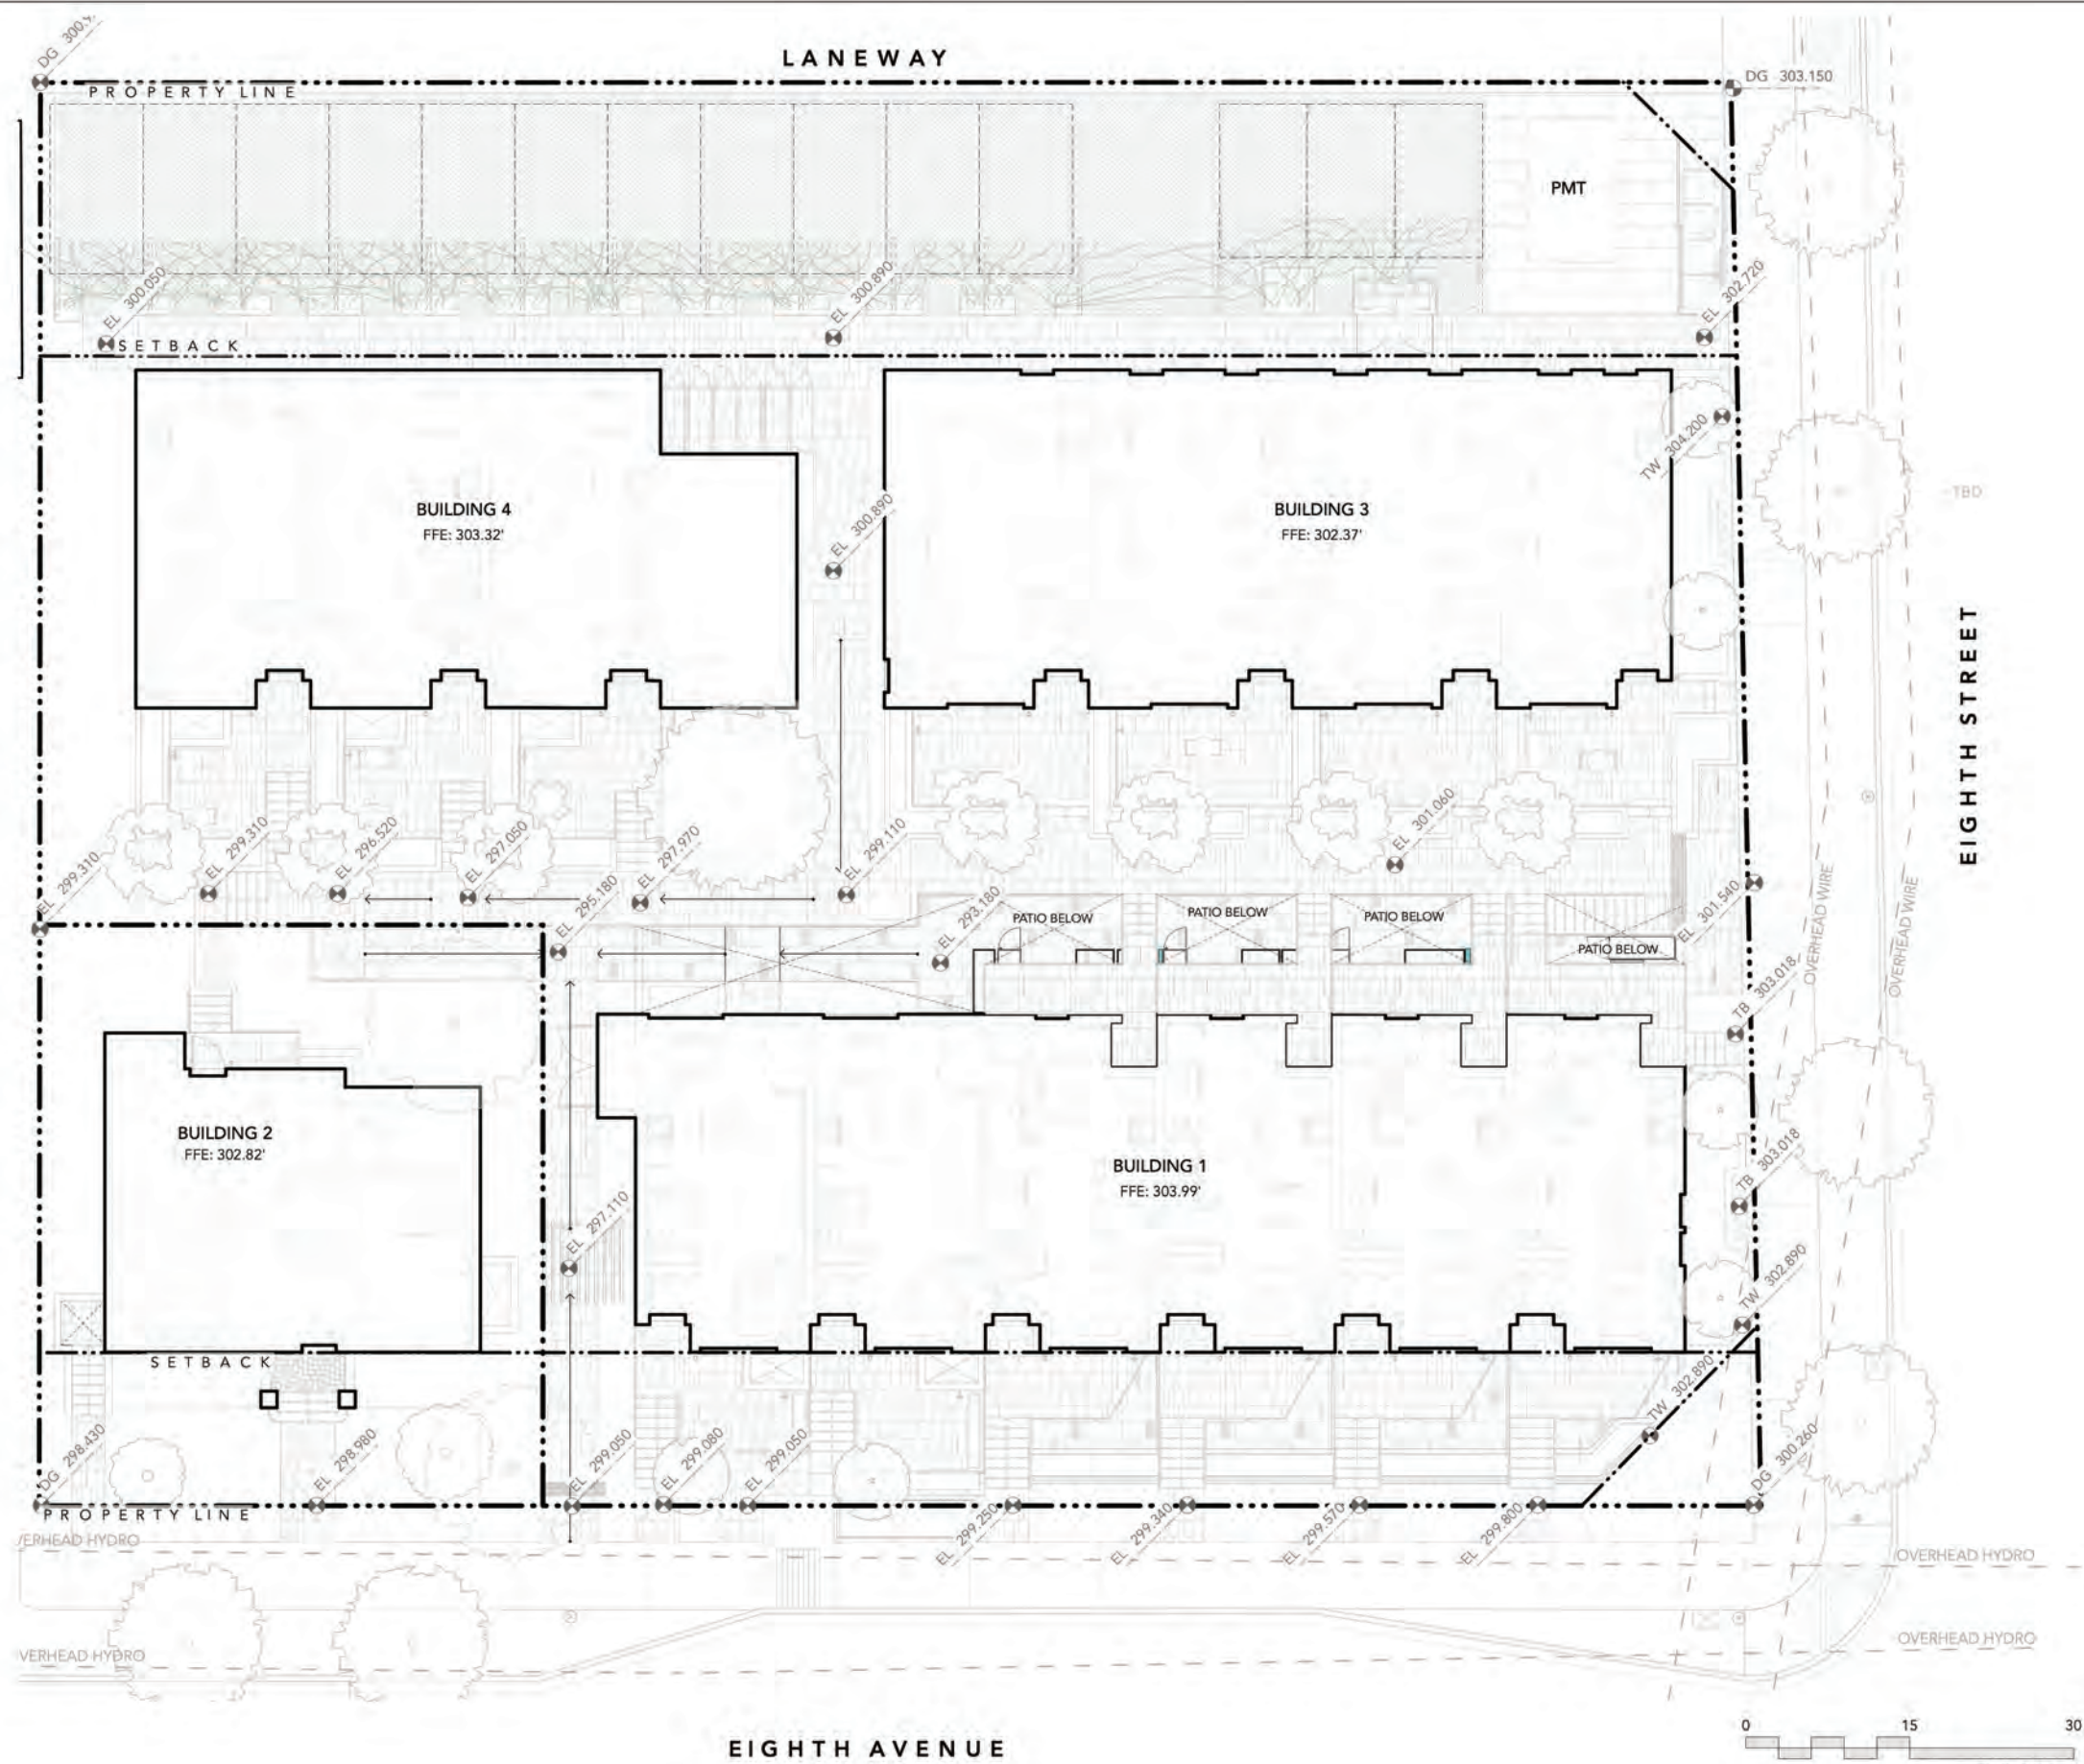 LANEWAY
DG 300.9
DG 303.150
PROPERTY LINE
PMT
EL 300.050
EL 300.890
EL 302.720
SETBACK
TW 304.200
BUILDING 4
FFE: 303.32'
BUILDING 3
FFE: 302.37'
EL 300.890
TBD
EIGHTH STREET
EL 299.310
EL 299.310
EL 296.520
EL 297.050
EL 297.970
EL 299.110
EL 301.060
EL 295.180
EL 293.180
PATIO BELOW
PATIO BELOW
PATIO BELOW
PATIO BELOW
EL 301.540
OVERHEAD WIRE
OVERHEAD WIRE
TB 303.018
BUILDING 2
FFE: 302.82'
BUILDING 1
FFE: 303.99'
TB 303.018
EL 297.110
TW 302.890
SETBACK
TW 302.890
DG 298.430
EL 298.980
EL 299.050
EL 299.080
EL 299.050
DG 300.260
PROPERTY LINE
EL 299.250
EL 299.340
EL 299.570
EL 299.800
VERHEAD HYDRO
OVERHEAD HYDRO
VERHEAD HYDRO
OVERHEAD HYDRO
0 15 30
EIGHTH AVENUE